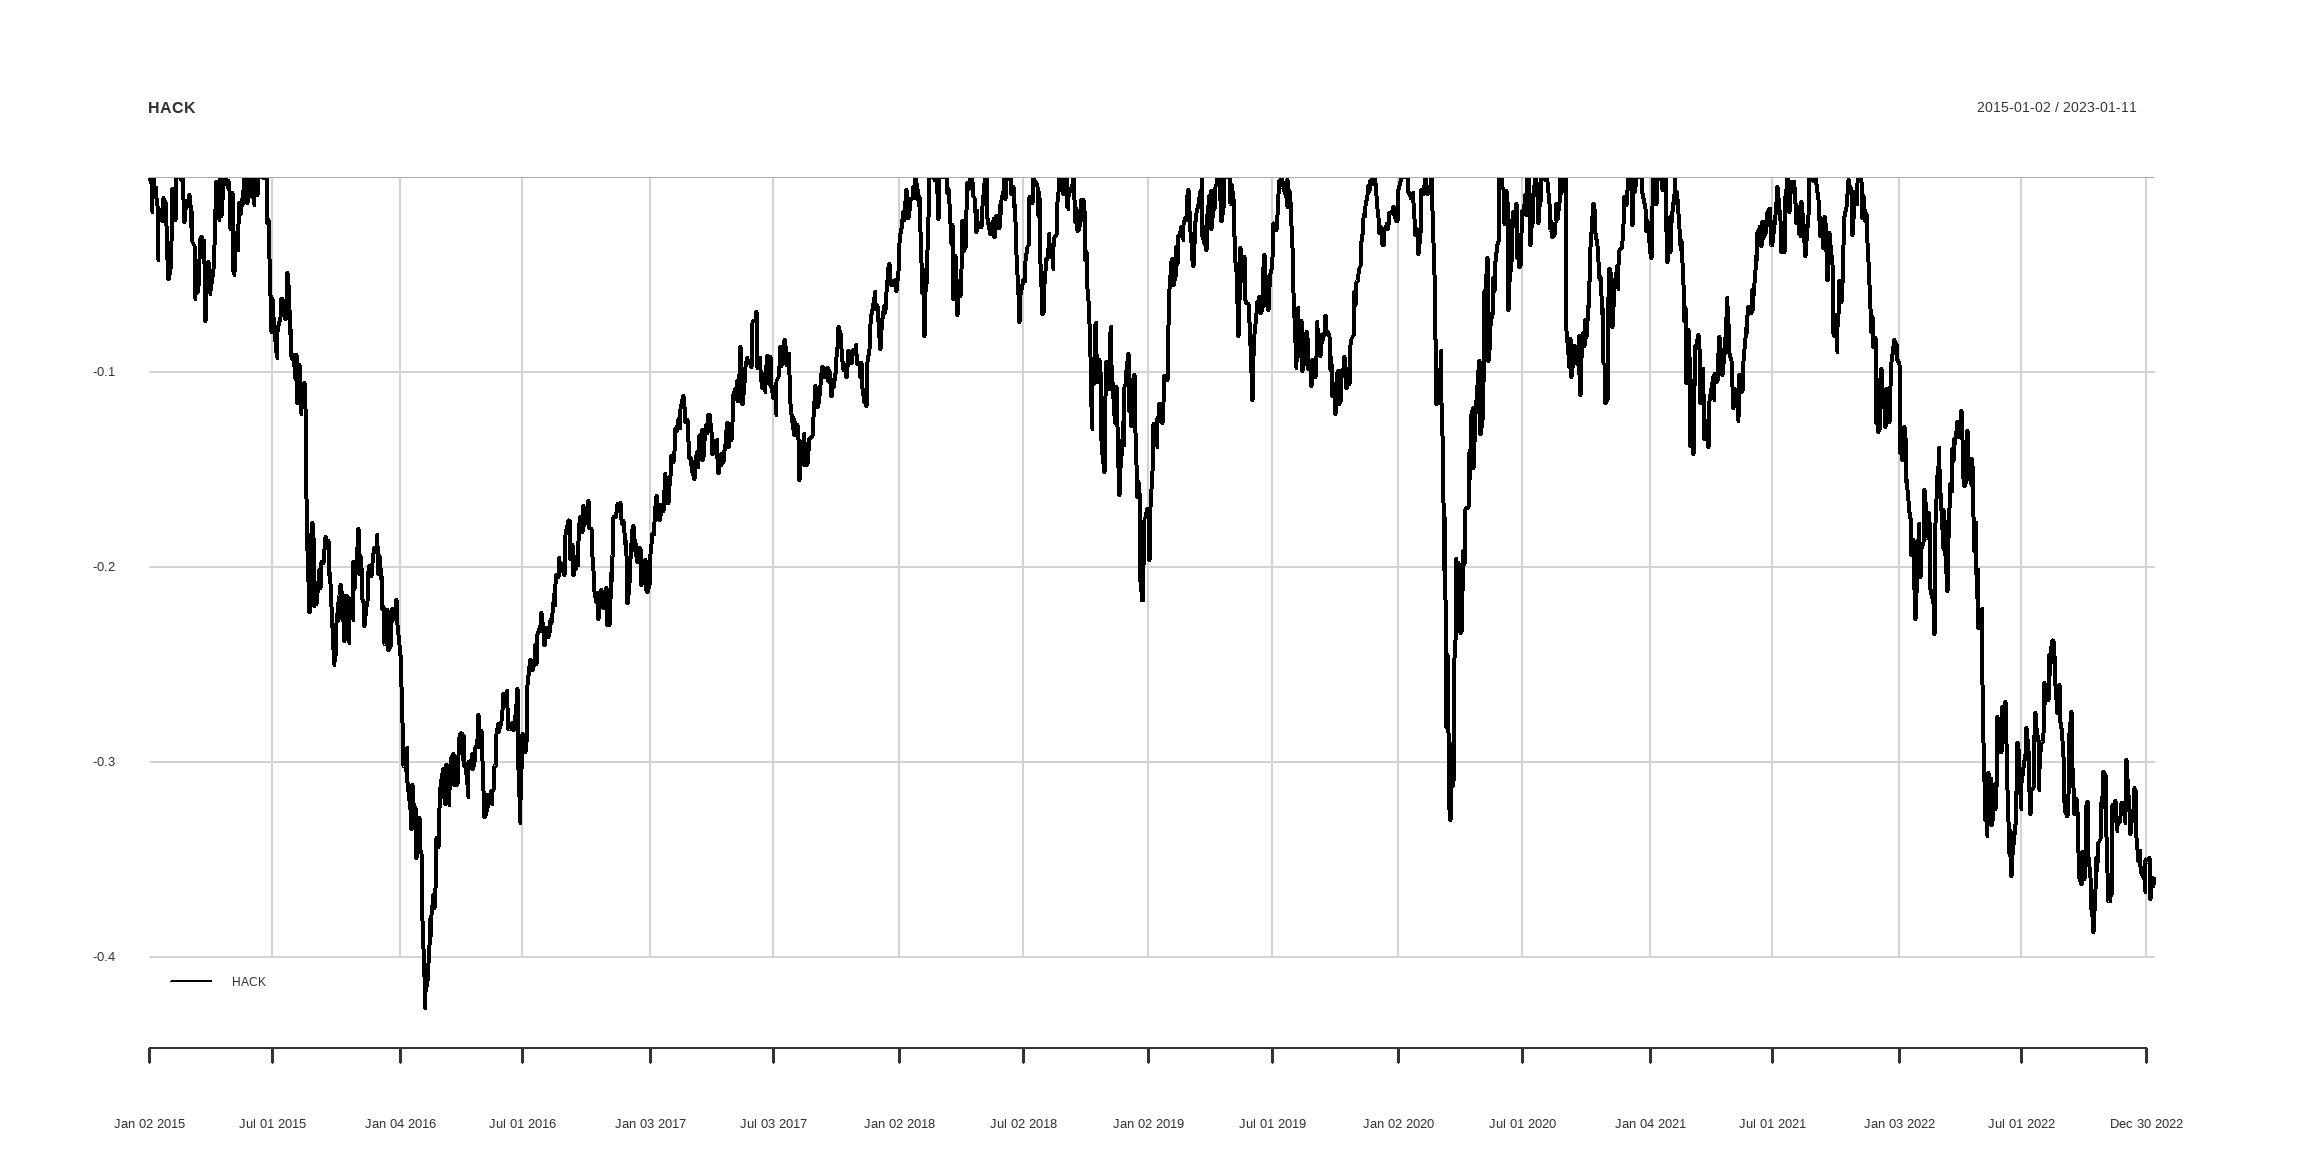 HACK
2015-01-02 / 2023-01-11
-0.1
-0.2
-0.3
-0.4
HACK
Jan 02 2015
Jul 01 2015
Jan 04 2016
Jul 01 2016
Jan 03 2017
Jul 03 2017
Jan 02 2018
Jul 02 2018
Jan 02 2019
Jul 01 2019
Jan 02 2020
Jul 01 2020
Jan 04 2021
Jul 01 2021
Jan 03 2022
Jul 01 2022
Dec 30 2022